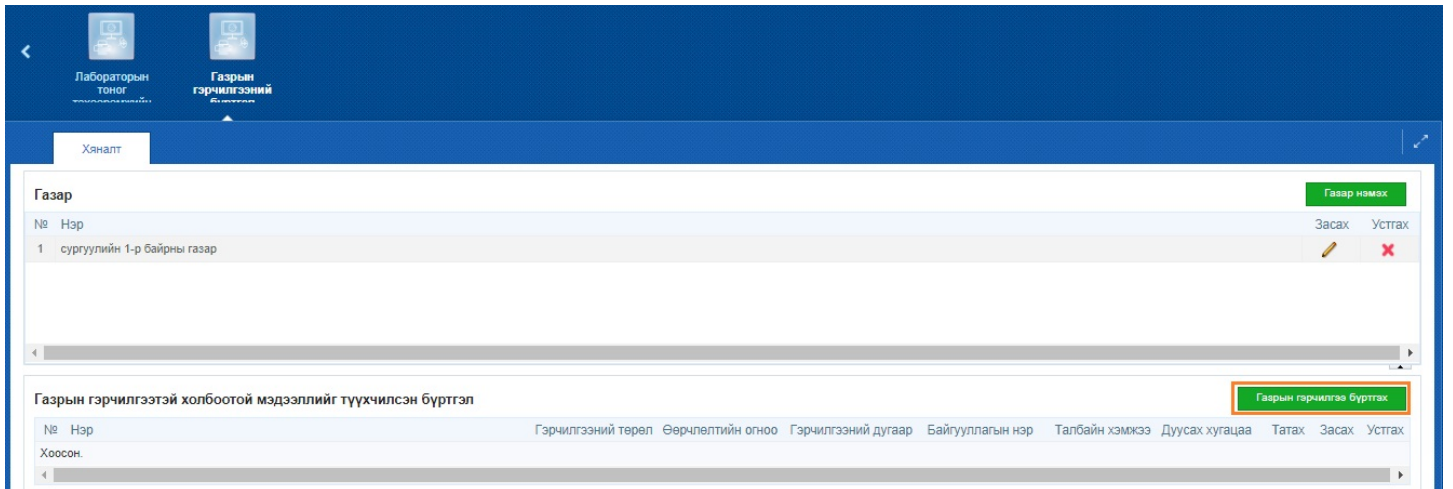 Лабораторын
тоног
Газрын
гэрчилгээний
Хяналт
Газар
Газар нэмэх
№ Нэр Засах Устгах
1 сургуулийн 1-р байрны газар
Газрын гэрчилгээтэй холбоотой мэдээллийг түүхчилсэн бүртгэл
Газрын гэрчилгээ бүртгэх
№ Нэр Гэрчилгээний төрөл Өөрчлөлтийн огноо Гэрчилгээний дугаар Байгууллагын нэр Талбайн хэмжээ Дуусах хугацаа Татах Засах Устгах
Хоосон.